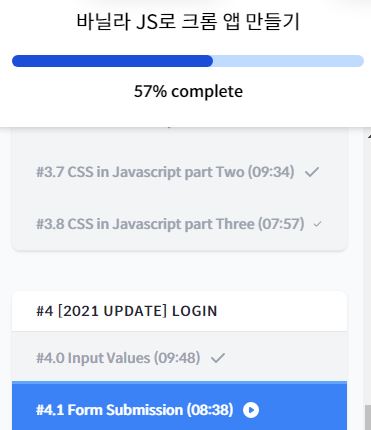 바닐라 JS로 크롬 앱 만들기
57% complete
#3.7 CSS in Javascript part Two (09:34)
#3.8 CSS in Javascript part Three (07:57)
#4 [2021 UPDATE] LOGIN
#4.0 Input Values (09:48)
#4.1 Form Submission (08:38)